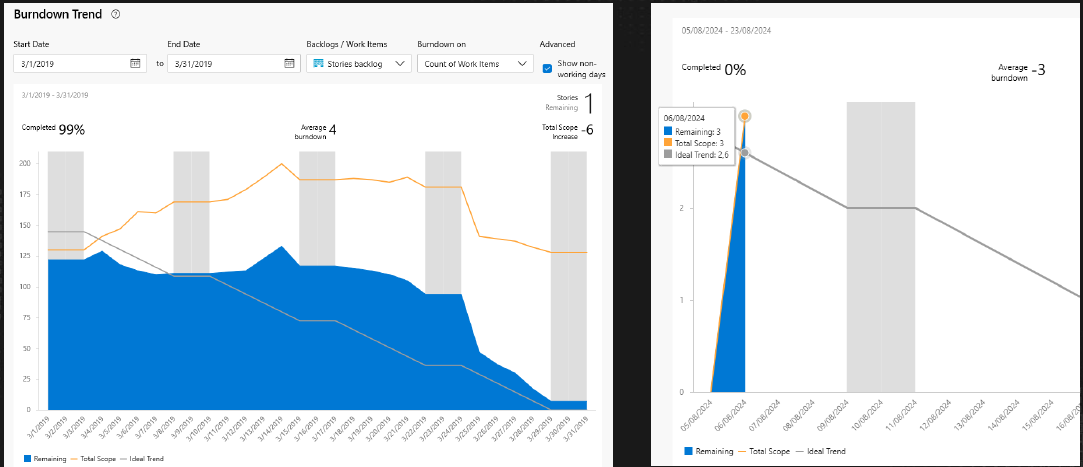 Burndown Trend
Start Date
End Date
Backlogs / Work Items
Burndown on
Advanced
3/1/2019
to
3/31/2019
Stories backlog
Count of Work Items
Show non-
working days
3/1/2019 - 3/31/2019
Stories
Remaining 1
Completed 99%
Average
burndown 4
Total Scope
Increase -6
200
175
150
125
100
75
50
25
0
3/1/2019
3/2/2019
3/3/2019
3/4/2019
3/5/2019
3/6/2019
3/7/2019
3/8/2019
3/9/2019
3/10/2019
3/11/2019
3/12/2019
3/13/2019
3/14/2019
3/15/2019
3/16/2019
3/17/2019
3/18/2019
3/19/2019
3/20/2019
3/21/2019
3/22/2019
3/23/2019
3/24/2019
3/25/2019
3/26/2019
3/27/2019
3/28/2019
3/29/2019
3/30/2019
3/31/2019
Remaining
Total Scope
Ideal Trend
05/08/2024 - 23/08/2024
Completed 0%
Average
burndown -3
06/08/2024
Remaining: 3
Total Scope: 3
Ideal Trend: 2,6
2
1
0
05/08/2024
06/08/2024
07/08/2024
08/08/2024
09/08/2024
10/08/2024
11/08/2024
12/08/2024
13/08/2024
14/08/2024
15/08/2024
16/08/2024
Remaining
Total Scope
Ideal Trend